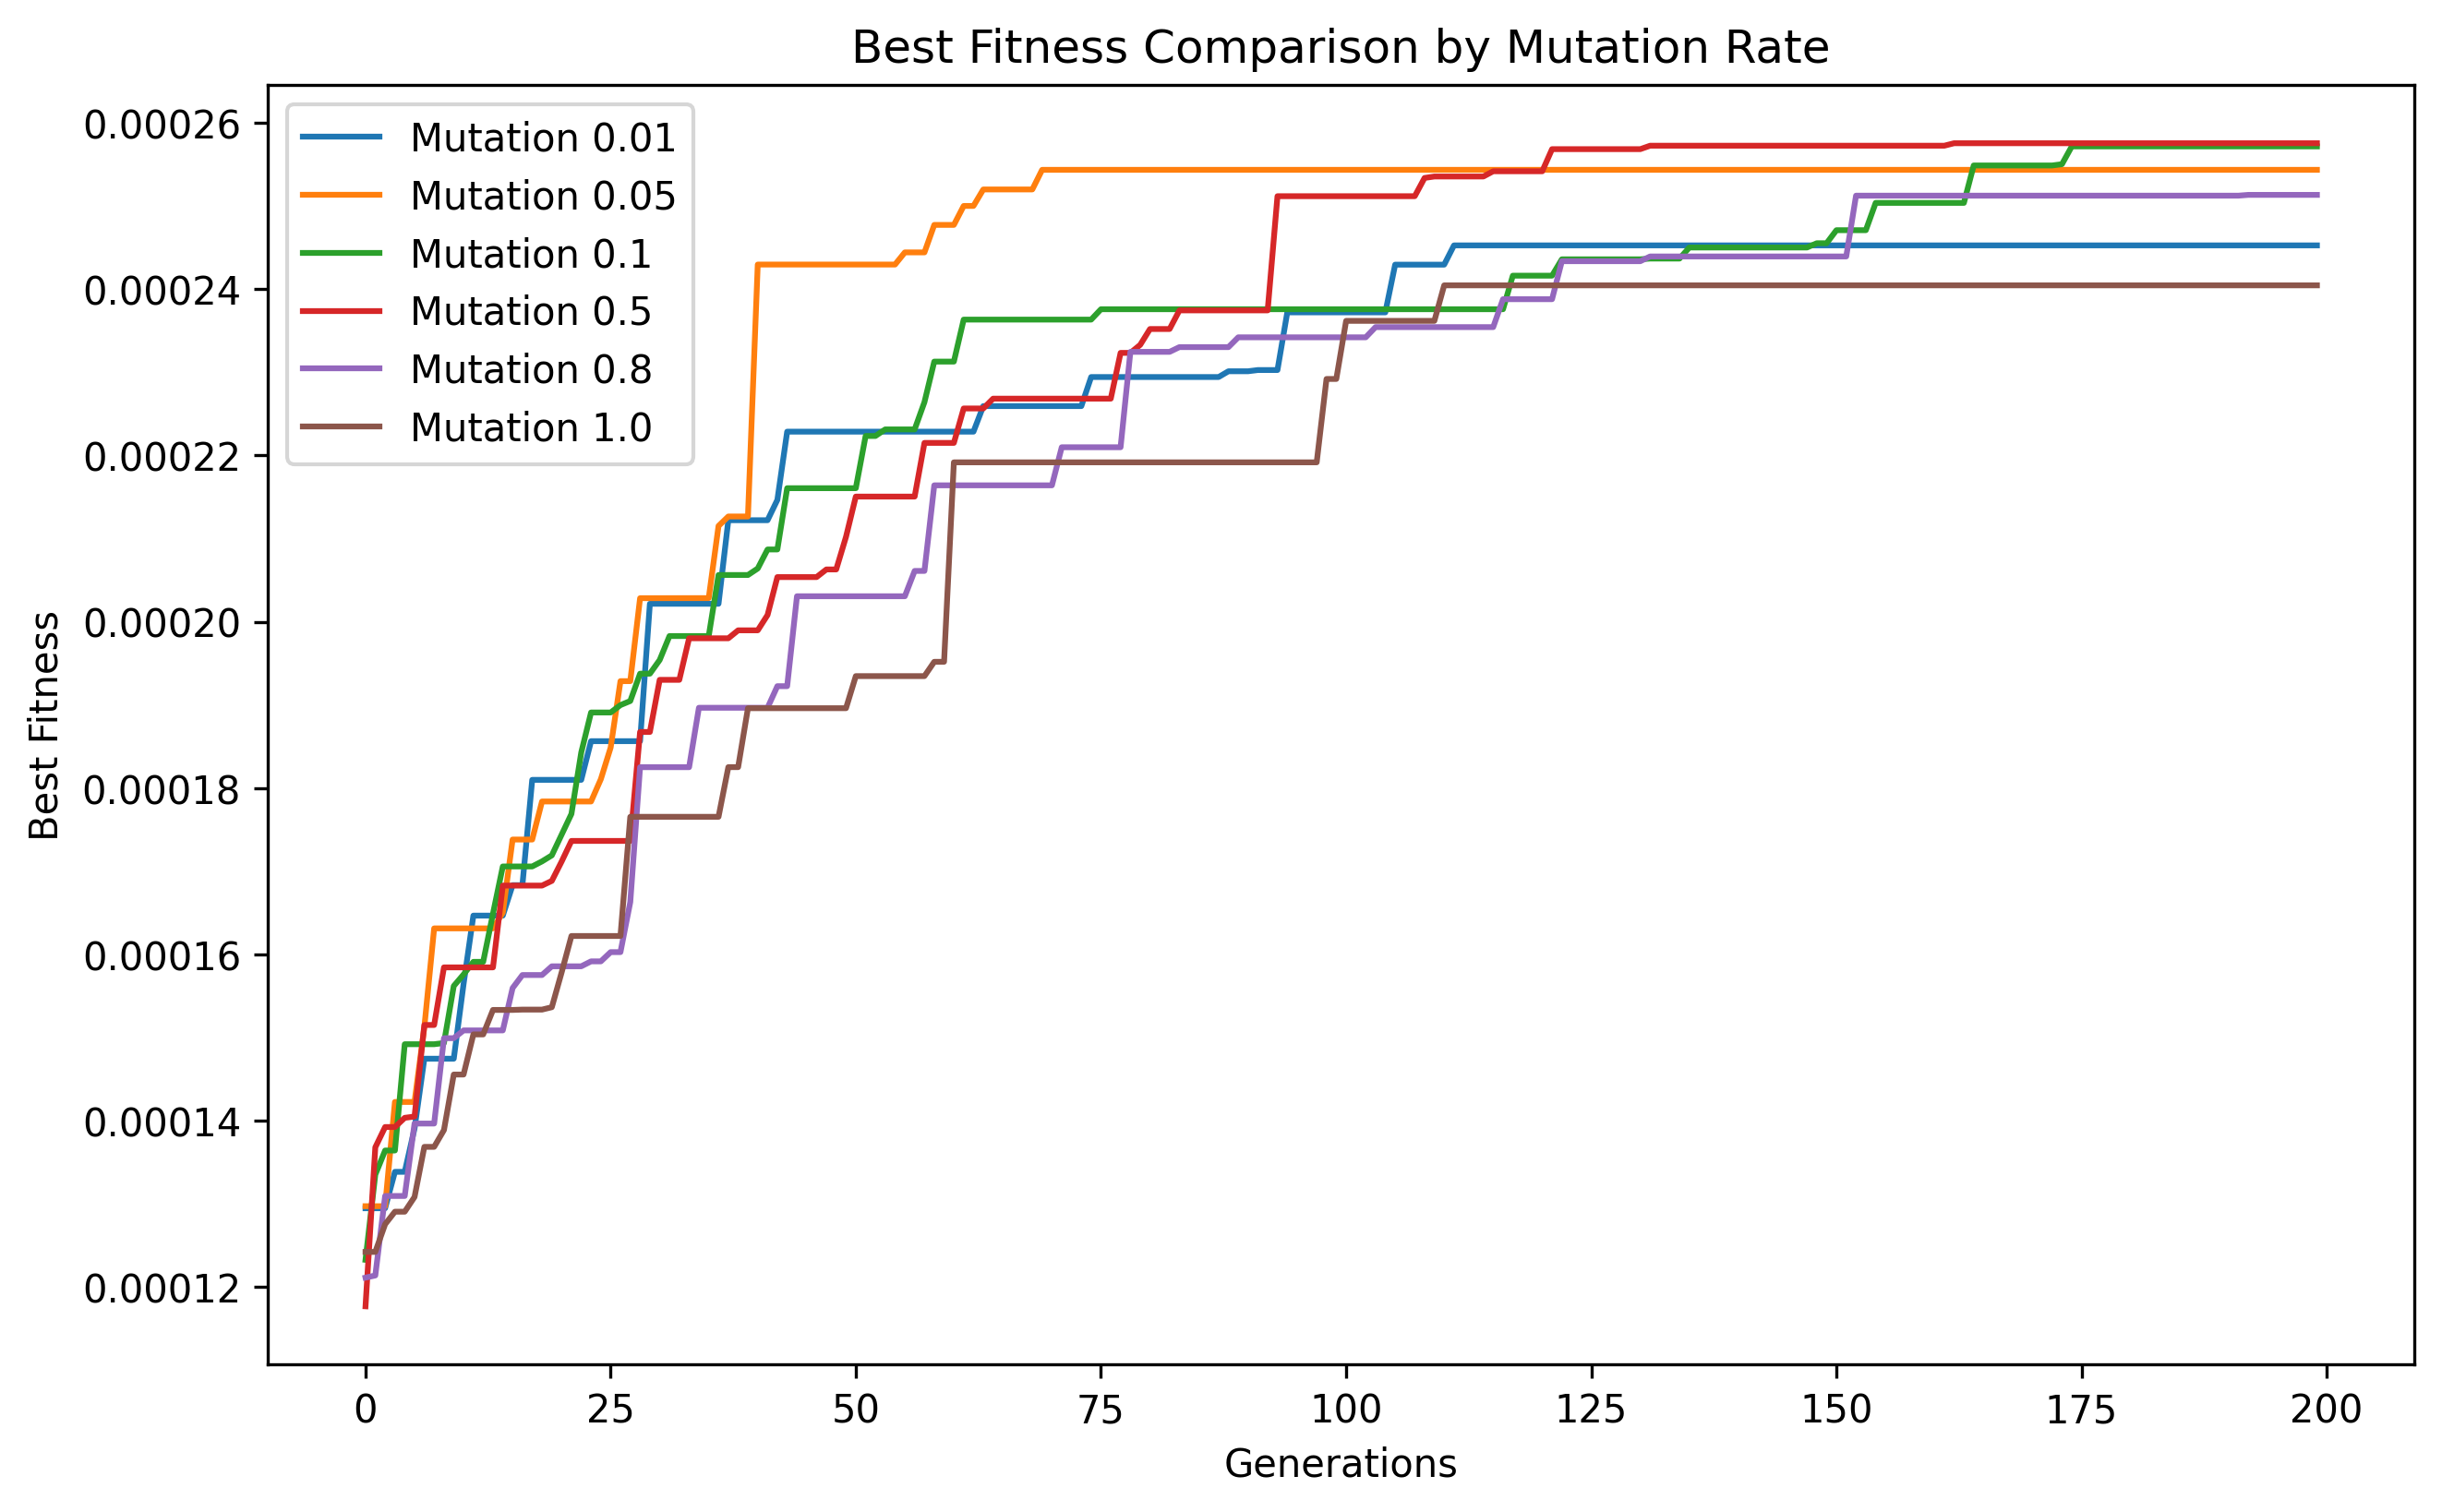 Best Fitness Comparison by Mutation Rate
0.00026
0.00024
0.00022
0.00020
0.00018
0.00016
0.00014
0.00012
Best Fitness
Mutation 0.01
Mutation 0.05
Mutation 0.1
Mutation 0.5
Mutation 0.8
Mutation 1.0
0 25 50 75 100 125 150 175 200
Generations